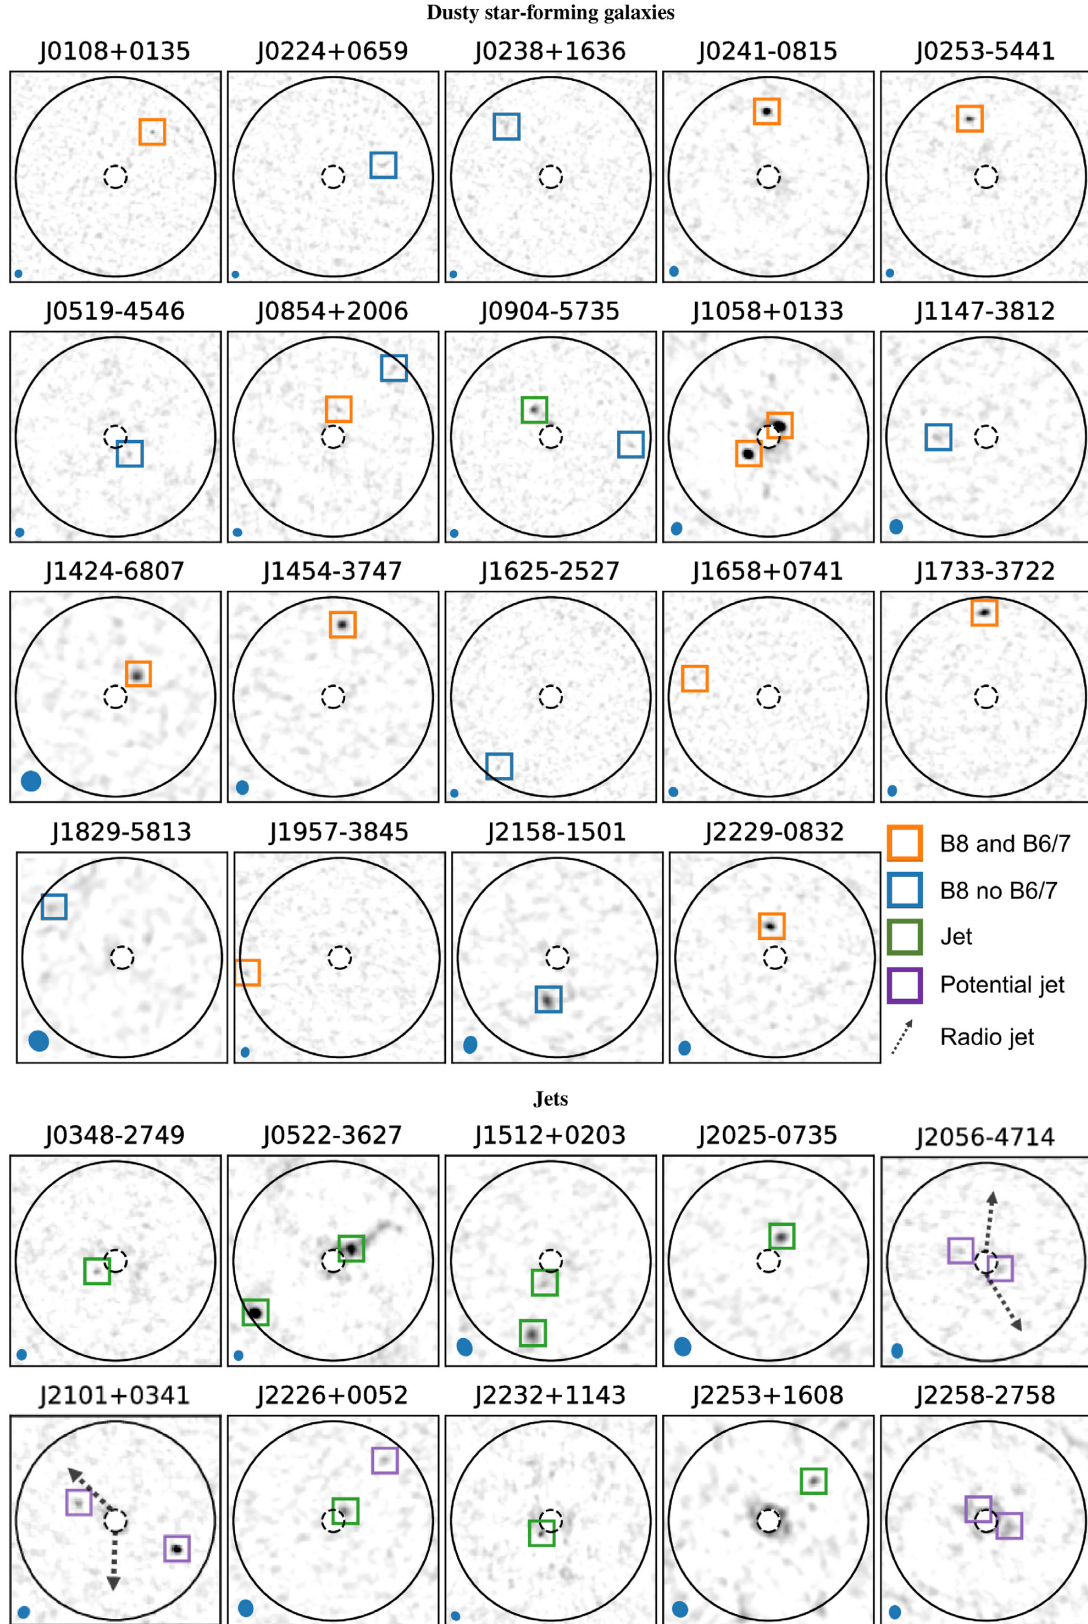 Dusty star-forming galaxies
J0108+0135 J0224+0659 J0238+1636 J0241-0815 J0253-5441
J0519-4546 J0854+2006 J0904-5735 J1058+0133 J1147-3812
J1424-6807 J1454-3747 J1625-2527 J1658+0741 J1733-3722
J1829-5813 J1957-3845 J2158-1501 J2229-0832
B8 and B6/7
B8 no B6/7
Jet
Potential jet
Radio jet
Jets
J0348-2749 J0522-3627 J1512+0203 J2025-0735 J2056-4714
J2101+0341 J2226+0052 J2232+1143 J2253+1608 J2258-2758